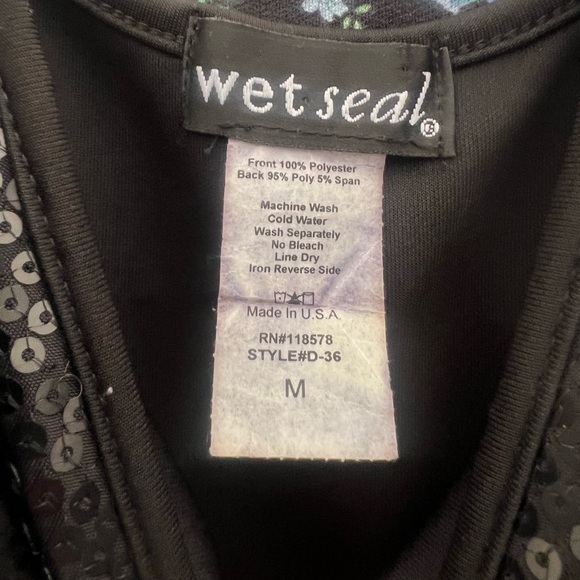 wet seal®
Front 100% Polyester
Back 95% Poly 5% Span
Machine Wash
Cold Water
Wash Separately
No Bleach
Line Dry
Iron Reverse Side
Made In U.S.A.
RN#118578
STYLE#D-36
M